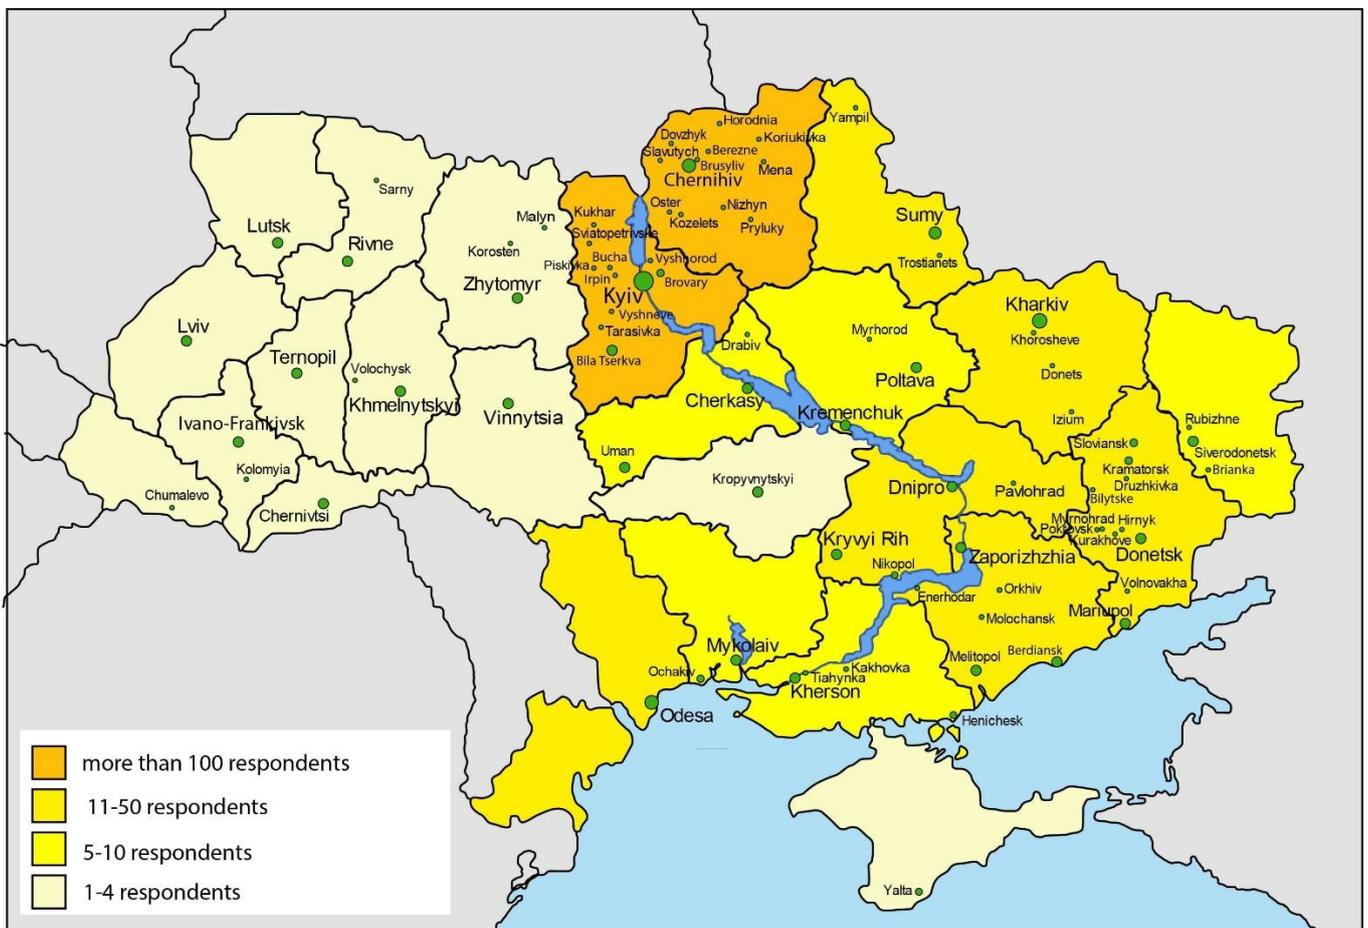 Yampil
Horodnia
Dovzhyk
Koriukivka
Slavutych
Berezne
Brusyliv
Mena
Chernihiv
Sarny
Oster
Nizhyn
Kukhar
Malyn
Kozelets
Sumy
Lutsk
Pryluky
Sviatopetrivske
Rivne
Korosten
Bucha
Vyshhorod
Trostianets
Piskivka
Irpin
Brovary
Zhytomyr
Kyiv
Kharkiv
Vyshneve
Lviv
Tarasivka
Myrhorod
Khorosheve
Drabiv
Ternopil
Bila Tserkva
Volochysk
Donets
Poltava
Khmelnytskyi
Cherkasy
Kremenchuk
Vinnytsia
Izium
Rubizhne
Ivano-Frankivsk
Sloviansk
Uman
Siverodonetsk
Kolomyia
Kramatorsk
Brianka
Kropyvnytskyi
Druzhkivka
Dnipro
Pavlohrad
Chumalevo
Bilytske
Chernivtsi
Myrnohrad
Hirnyk
Pokrovsk
Kryvyi Rih
Kurakhove
Zaporizhzhia
Donetsk
Nikopol
Volnovakha
Orkhiv
Enerhodar
Mariupol
Molochansk
Mykolaiv
Berdiansk
Melitopol
Ochakiv
Kakhovka
Tiahynka
Kherson
Odesa
Henichesk
more than 100 respondents
11-50 respondents
5-10 respondents
1-4 respondents
Yalta